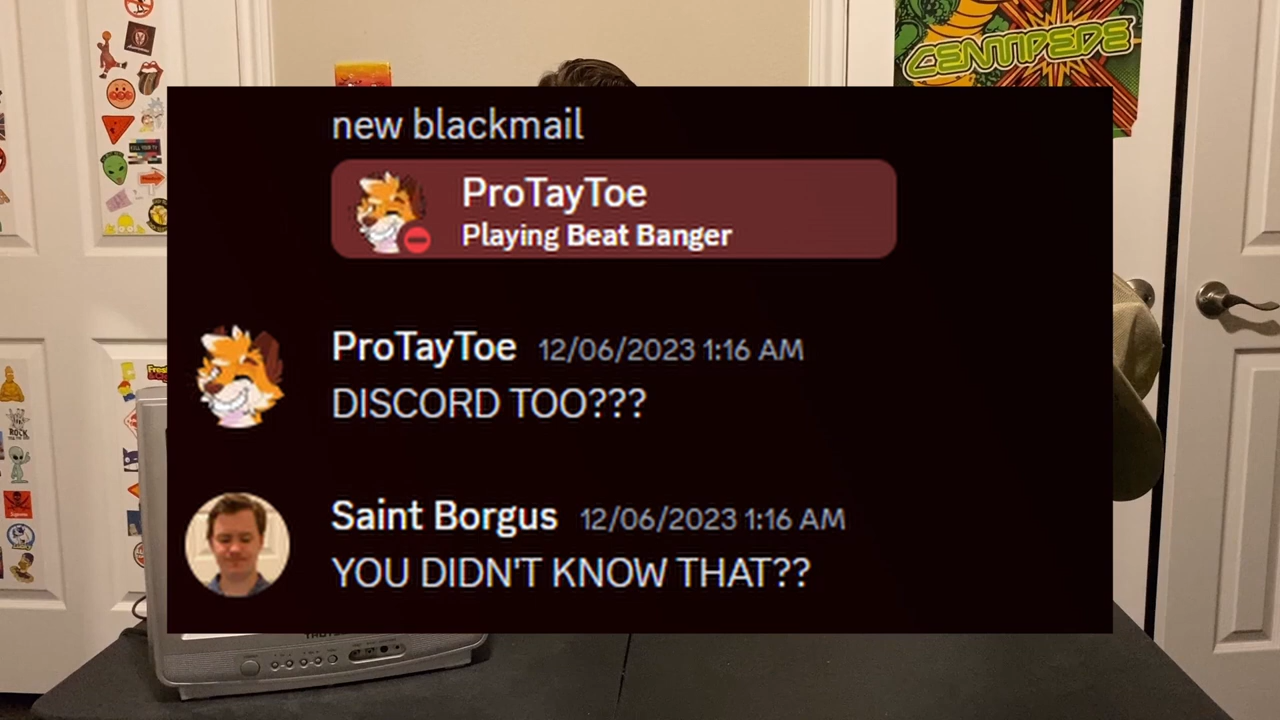 CENTIPEDE
new blackmail
ProTayToe
Playing Beat Banger
ProTayToe 12/06/2023 1:16 AM
DISCORD TOO???
Saint Borgus 12/06/2023 1:16 AM
YOU DIDN'T KNOW THAT??